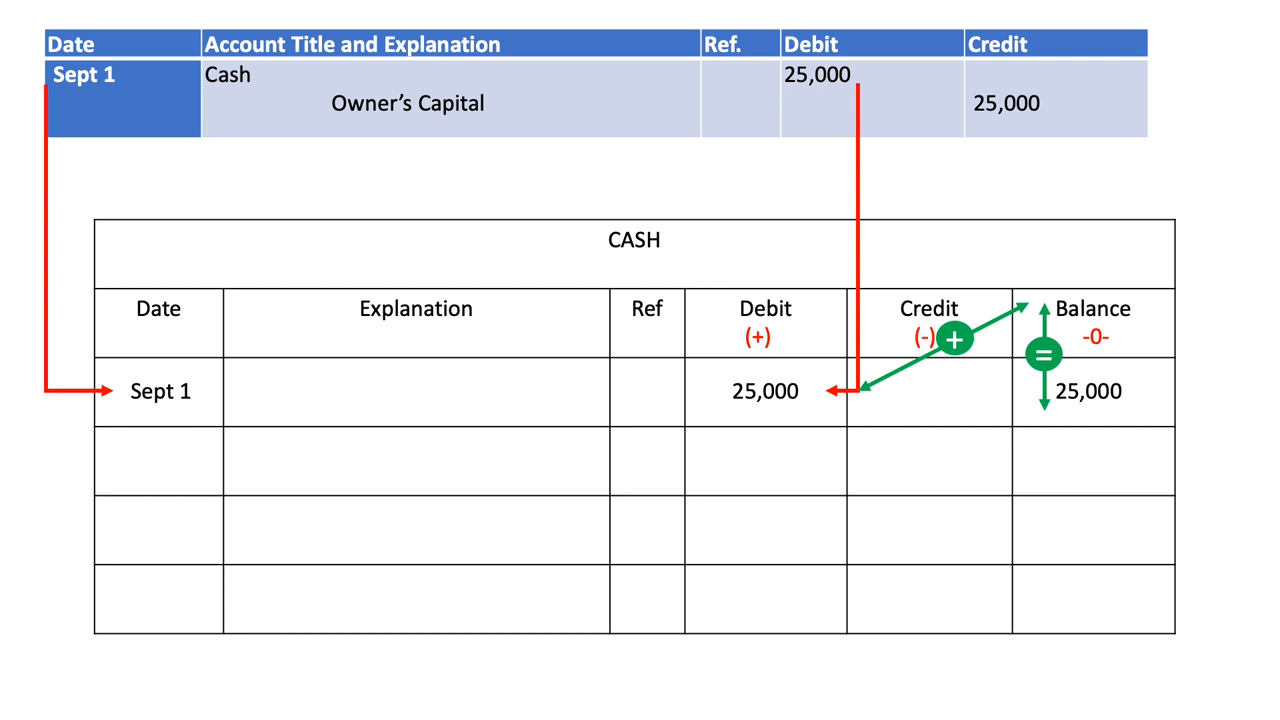 Date Account Title and Explanation Ref. Debit Credit
Sept 1 Cash 25,000
Owner’s Capital 25,000
CASH
Date Explanation Ref Debit Credit Balance
(+) (-) + -0-
=
Sept 1 25,000 25,000